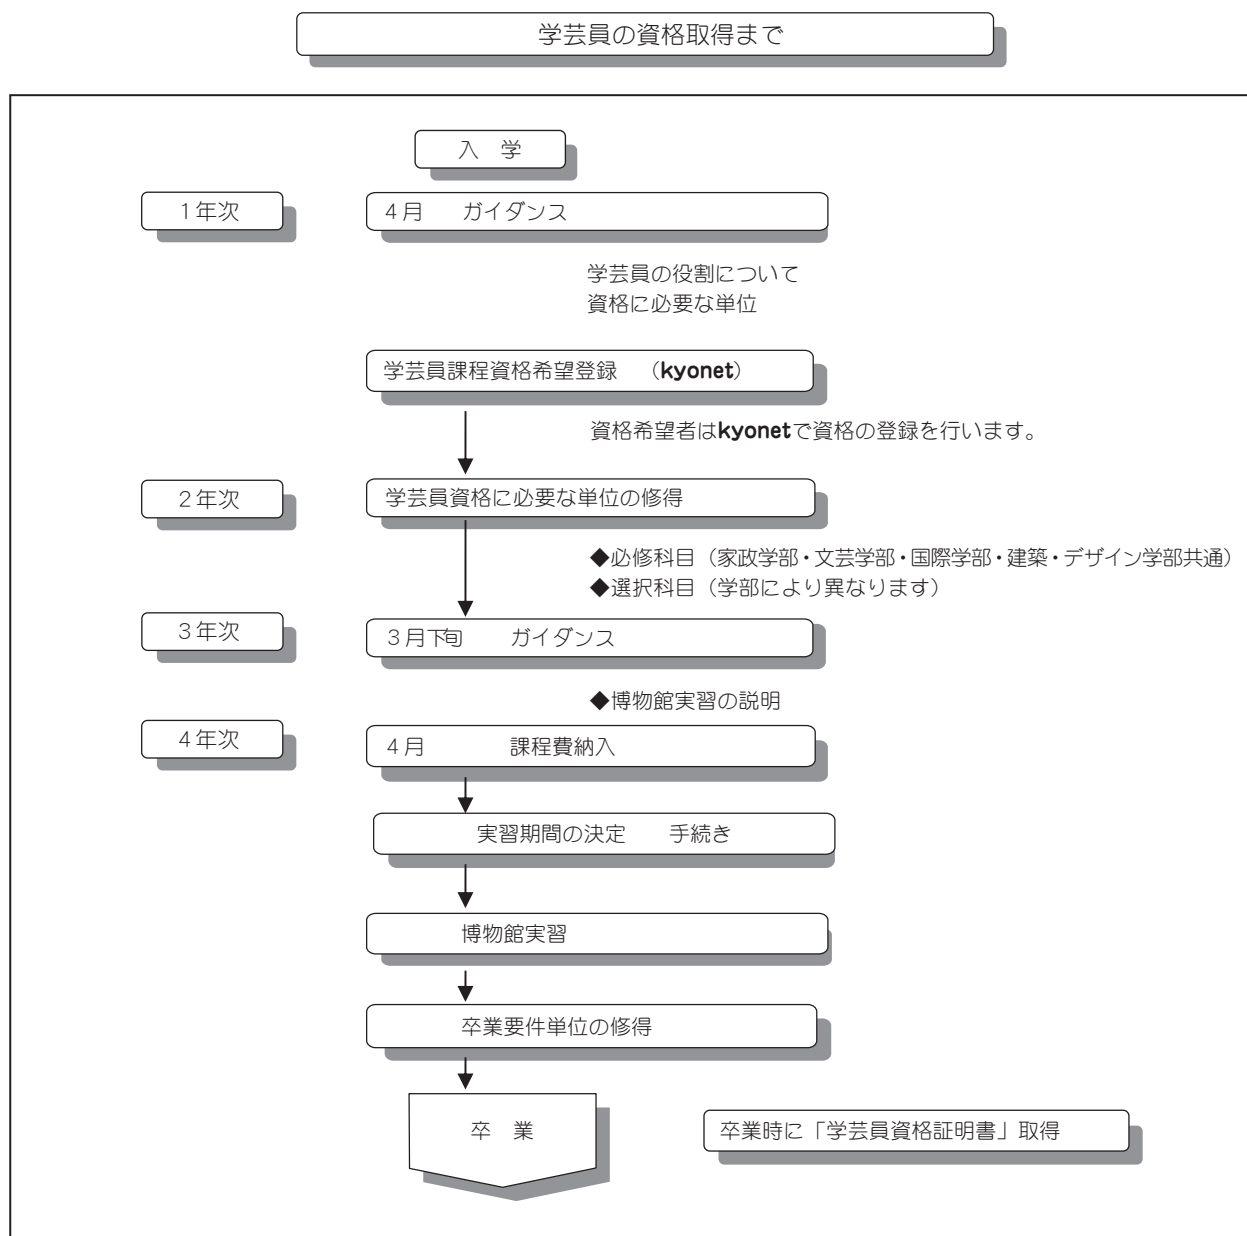 学芸員の資格取得まで
入　学
1年次
4月　ガイダンス
学芸員の役割について
資格に必要な単位
学芸員課程資格希望登録　（kyonet）
資格希望者はkyonetで資格の登録を行います。
2年次
学芸員資格に必要な単位の修得
◆必修科目（家政学部・文芸学部・国際学部・建築・デザイン学部共通）
◆選択科目（学部により異なります）
3年次
3月下旬　ガイダンス
◆博物館実習の説明
4年次
4月　課程費納入
実習期間の決定　手続き
博物館実習
卒業要件単位の修得
卒　業
卒業時に「学芸員資格証明書」取得